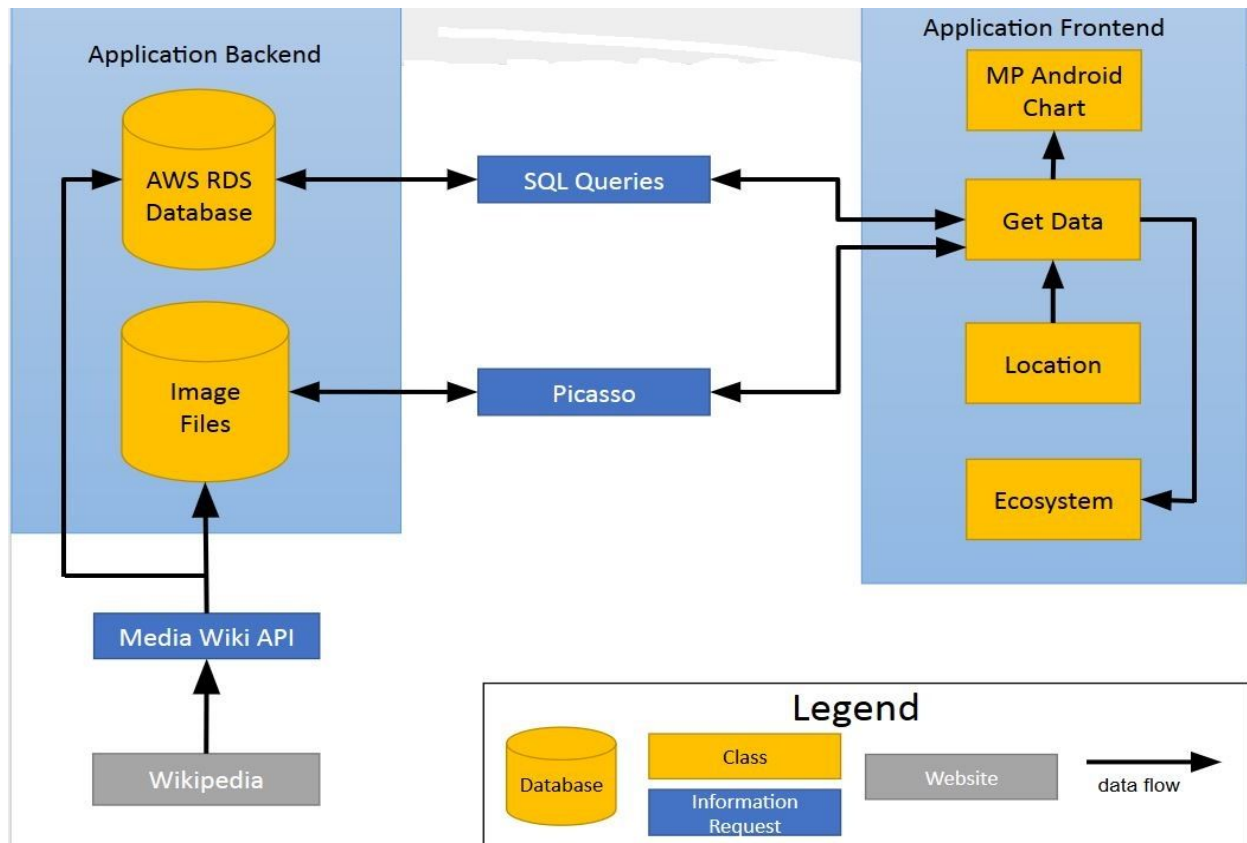 Application Backend
AWS RDS
Database
Image
Files
Media Wiki API
Wikipedia
SQL Queries
Picasso
Application Frontend
MP Android
Chart
Get Data
Location
Ecosystem
Legend
Database
Class
Information
Request
Website
data flow